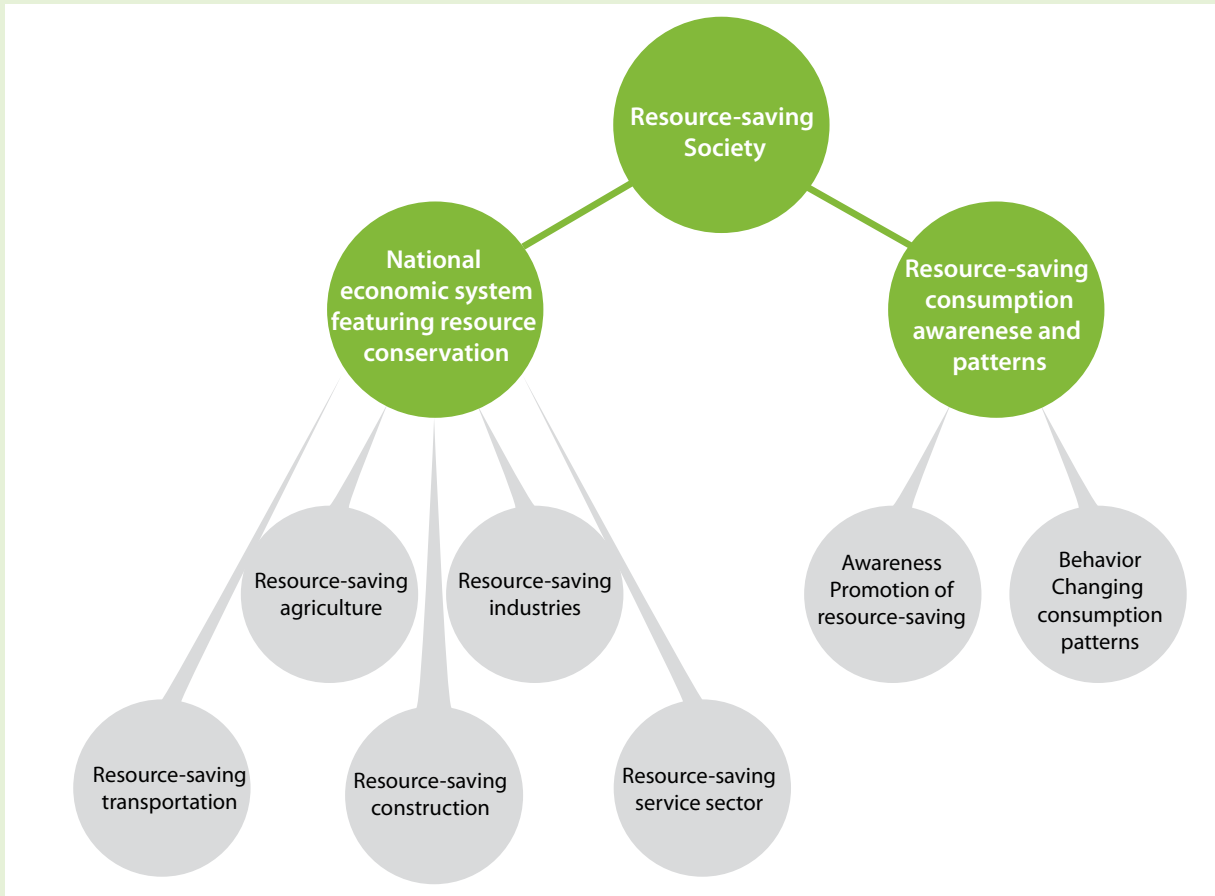 Resource-saving
Society
National
economic system
featuring resource
conservation
Resource-saving
consumption
awarenese and
patterns
Resource-saving
agriculture
Resource-saving
industries
Awareness
Promotion of
resource-saving
Behavior
Changing
consumption
patterns
Resource-saving
transportation
Resource-saving
construction
Resource-saving
service sector